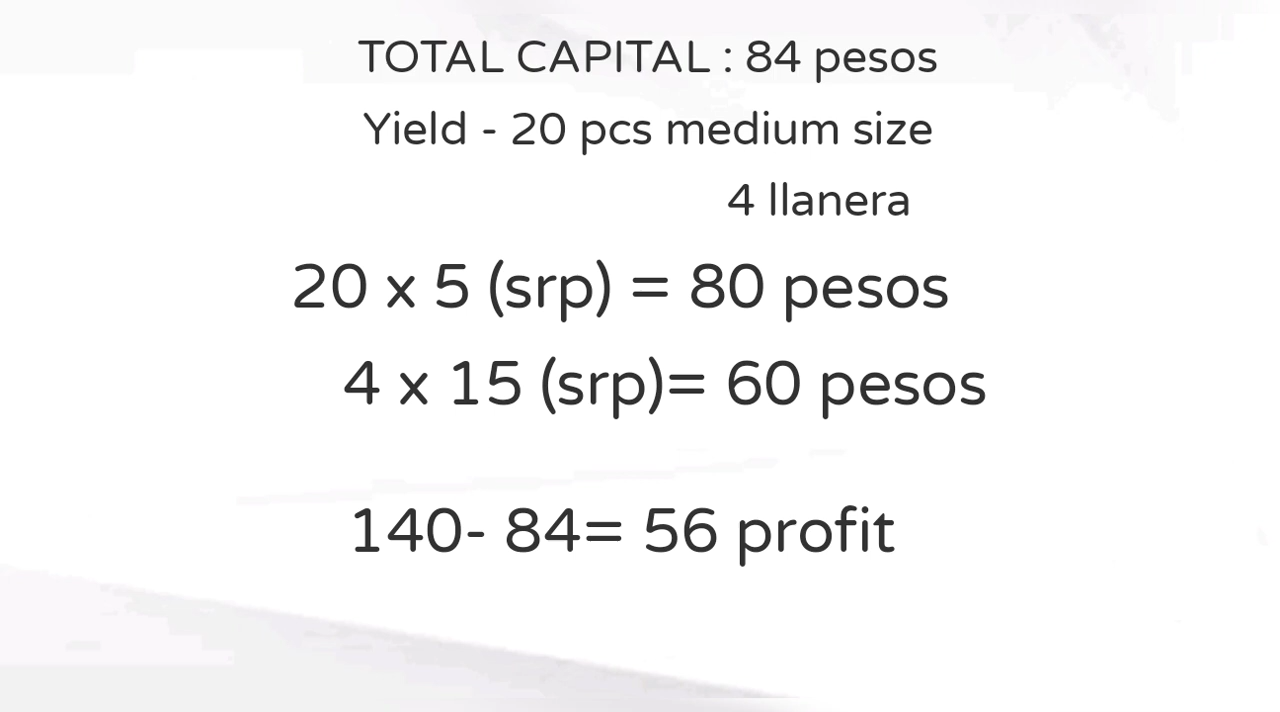 TOTAL CAPITAL : 84 pesos
Yield - 20 pcs medium size
4 llanera
20 x 5 (srp) = 80 pesos
4 x 15 (srp)= 60 pesos
140- 84= 56 profit